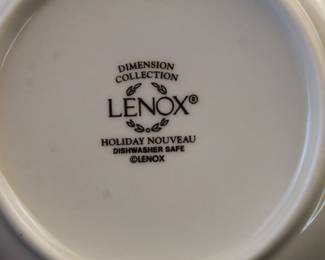 DIMENSION
COLLECTION
LENOX®
HOLIDAY NOUVEAU
DISHWASHER SAFE
©LENOX